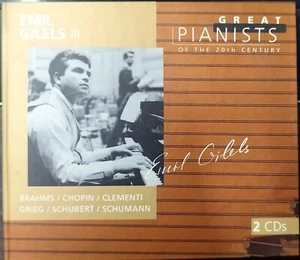 EMIL
GILELS III
GREAT
PIANISTS
OF THE 20TH CENTURY
Emil Gilels
BRAHMS / CHOPIN / CLEMENTI
GRIEG / SCHUBERT / SCHUMANN
2 CDs